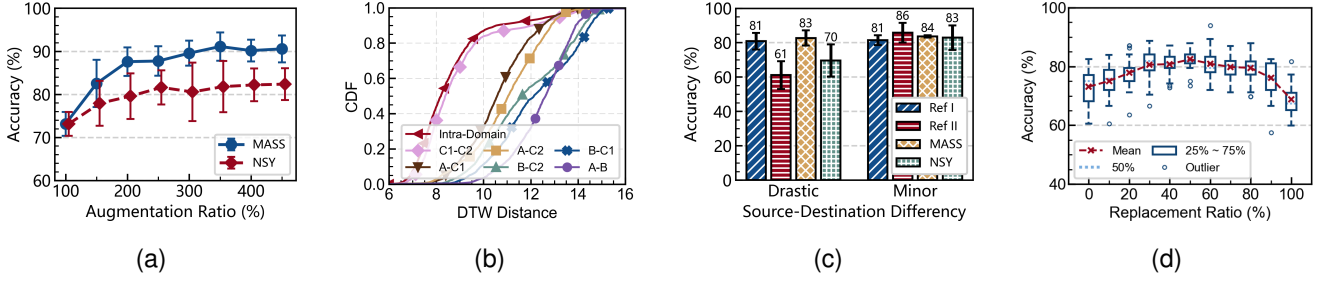 100
90
80
70
60
Accuracy (%)
MASS
NSY
100 200 300 400
Augmentation Ratio (%)
(a)
1.0
0.8
0.6
0.4
0.2
0.0
CDF
Intra-Domain
C1-C2 A-C2 B-C1
A-C1 B-C2 A-B
6 8 10 12 14 16
DTW Distance
(b)
100
80
60
40
20
0
Accuracy (%)
81 61 83 70 81 86 84 83
Ref I
Ref II
MASS
NSY
Drastic Minor
Source-Destination Differency
(c)
100
80
60
40
Accuracy (%)
Mean 25% ~ 75%
50% Outlier
0 20 40 60 80 100
Replacement Ratio (%)
(d)